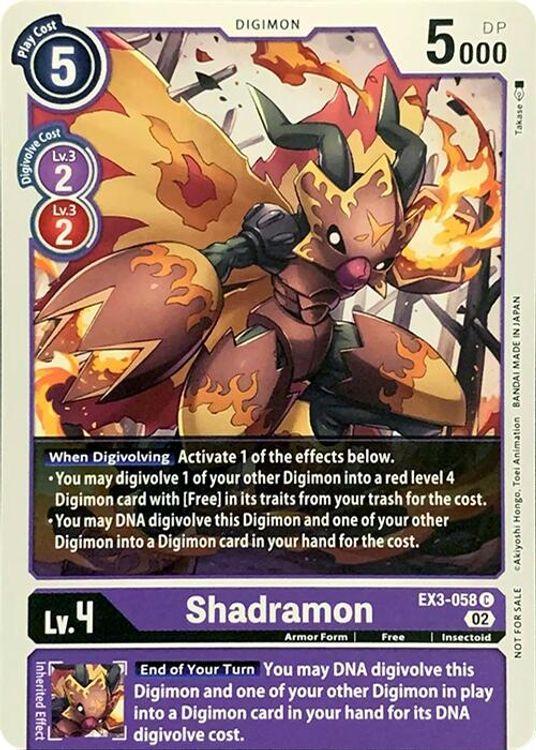 DIGIMON
Play Cost
5
DP
5000
Digivolve Cost
Lv.3
2
Lv.3
2
Takase
When Digivolving Activate 1 of the effects below.
•You may digivolve 1 of your other Digimon into a red level 4
Digimon card with [Free] in its traits from your trash for the cost.
•You may DNA digivolve this Digimon and one of your other
Digimon into a Digimon card in your hand for the cost.
©Akiyoshi Hongo, Toei Animation BANDAI MADE IN JAPAN
NOT FOR SALE
Lv.4
Shadramon
EX3-058 C
02
Armor Form | Free | Insectoid
Inherited Effect
End of Your Turn You may DNA digivolve this
Digimon and one of your other Digimon in play
into a Digimon card in your hand for its DNA
digivolve cost.